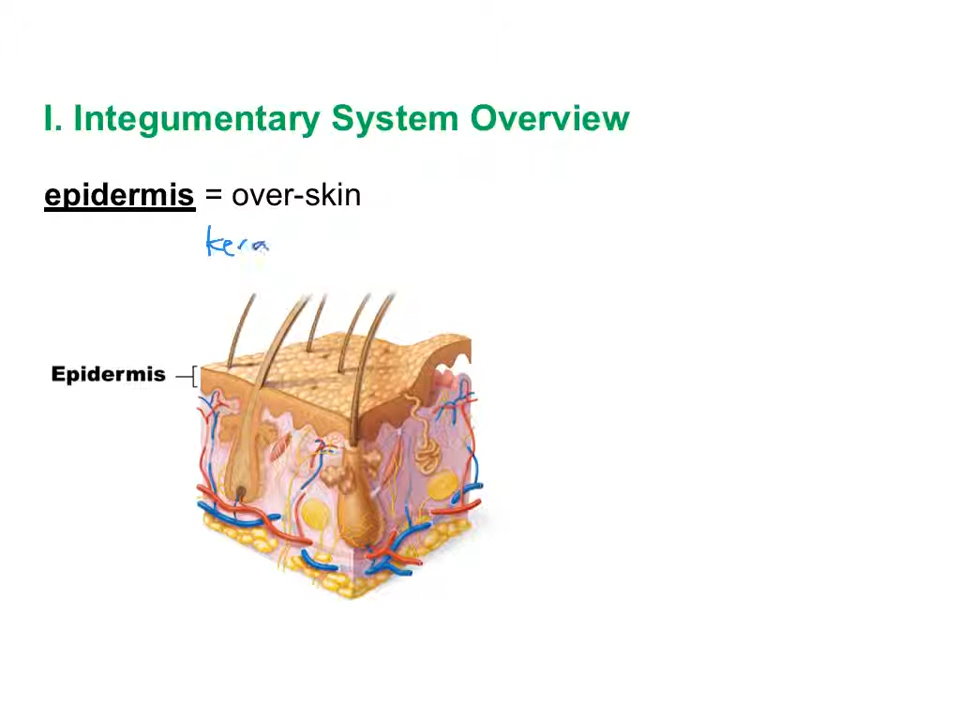 I. Integumentary System Overview
epidermis = over-skin
kera
Epidermis